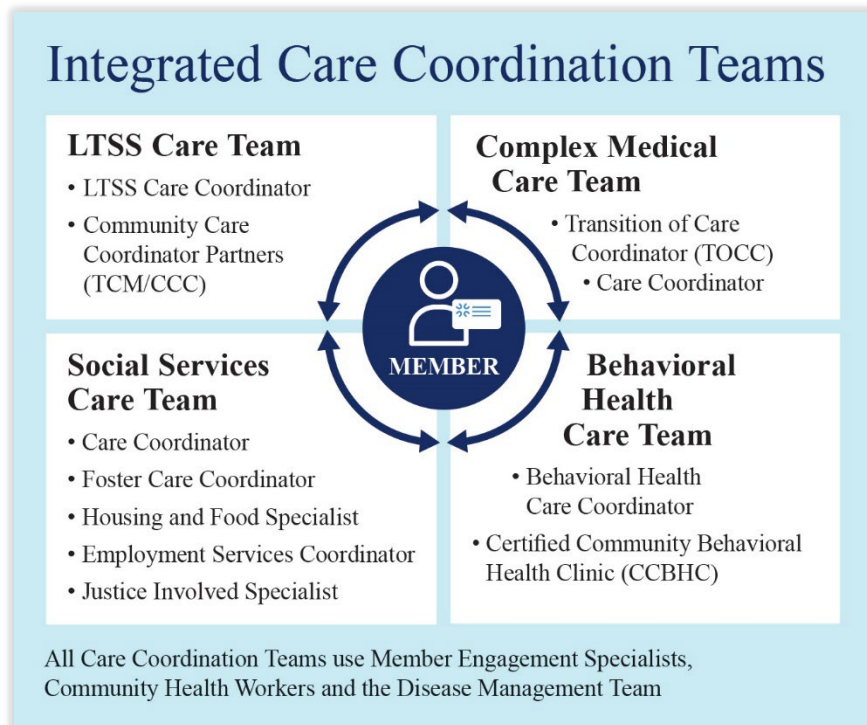 Integrated Care Coordination Teams
LTSS Care Team
• LTSS Care Coordinator
• Community Care
Coordinator Partners
(TCM/CCC)
Complex Medical
Care Team
• Transition of Care
Coordinator (TOCC)
• Care Coordinator
MEMBER
Social Services
Care Team
• Care Coordinator
• Foster Care Coordinator
• Housing and Food Specialist
• Employment Services Coordinator
• Justice Involved Specialist
Behavioral
Health
Care Team
• Behavioral Health
Care Coordinator
• Certified Community Behavioral
Health Clinic (CCBHC)
All Care Coordination Teams use Member Engagement Specialists,
Community Health Workers and the Disease Management Team